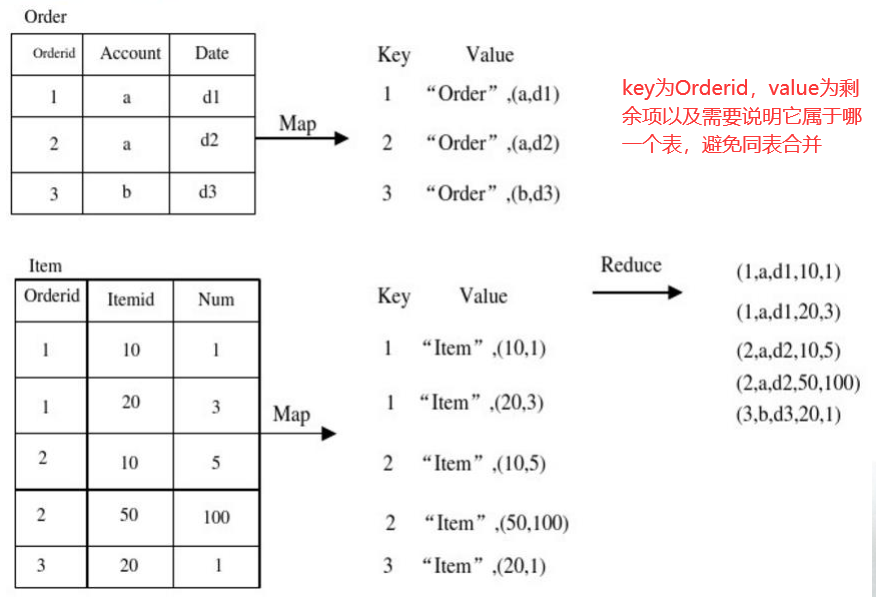 Order
Orderid Account Date
1 a d1
2 a d2
3 b d3
Map
Key Value
1 “Order” ,(a,d1)
2 “Order” ,(a,d2)
3 “Order” ,(b,d3)
key为Orderid，value为剩
余项以及需要说明它属于哪
一个表，避免同表合并
Item
Orderid Itemid Num
1 10 1
1 20 3
2 10 5
2 50 100
3 20 1
Map
Key Value
1 “Item” ,(10,1)
1 “Item” ,(20,3)
2 “Item” ,(10,5)
2 “Item” ,(50,100)
3 “Item” ,(20,1)
Reduce
(1,a,d1,10,1)
(1,a,d1,20,3)
(2,a,d2,10,5)
(2,a,d2,50,100)
(3,b,d3,20,1)